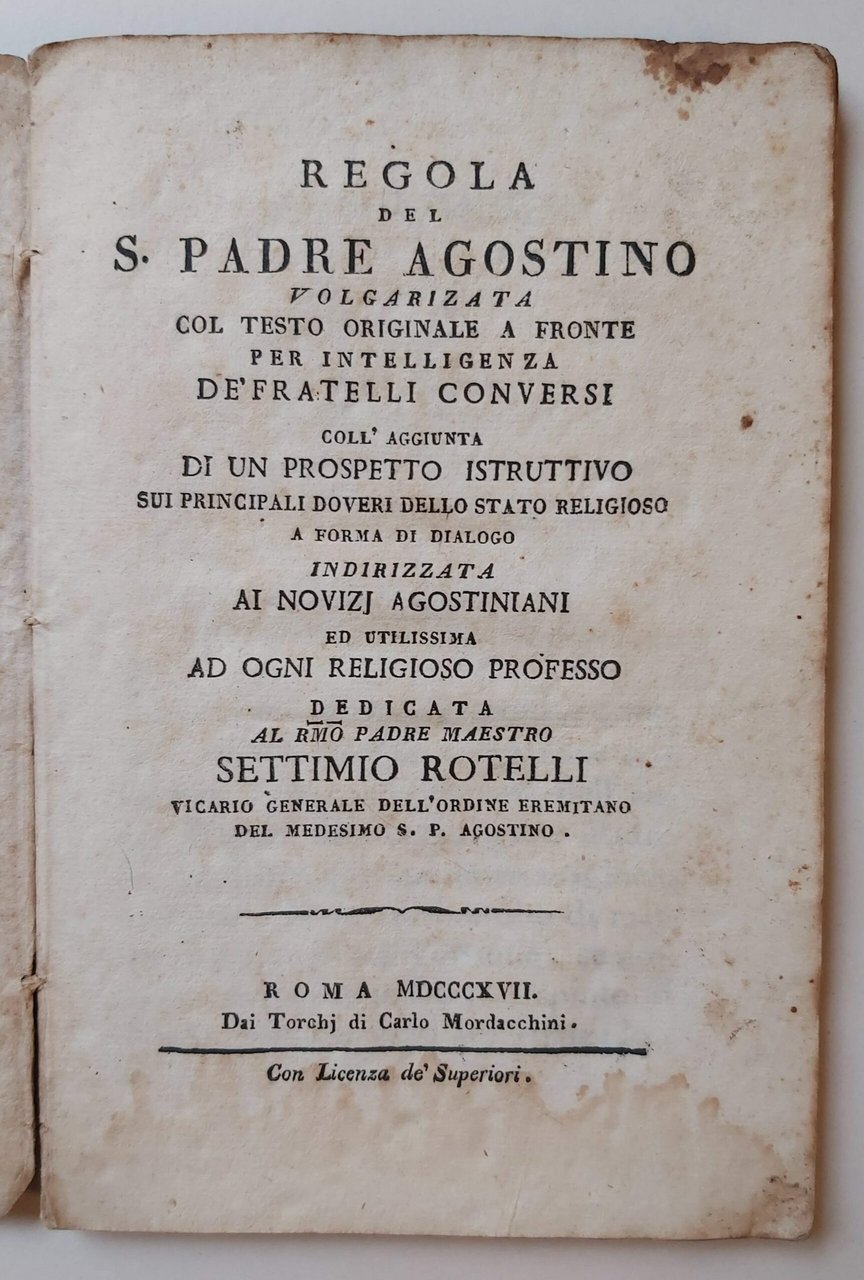 REGOLA
DEL
S. PADRE AGOSTINO
VOLGARIZATA
COL TESTO ORIGINALE A FRONTE
PER INTELLIGENZA
DE' FRATELLI CONVERSI
COLL' AGGIUNTA
DI UN PROSPETTO ISTRUTTIVO
SUI PRINCIPALI DOVERI DELLO STATO RELIGIOSO
A FORMA DI DIALOGO
INDIRIZZATA
AI NOVIZJ AGOSTINIANI
ED UTILISSIMA
AD OGNI RELIGIOSO PROFESSO
DEDICATA
AL RM̅O̅ PADRE MAESTRO
SETTIMIO ROTELLI
VICARIO GENERALE DELL'ORDINE EREMITANO
DEL MEDESIMO S. P. AGOSTINO .
ROMA MDCCCXVII.
Dai Torchj di Carlo Mordacchini.
Con Licenza de' Superiori.